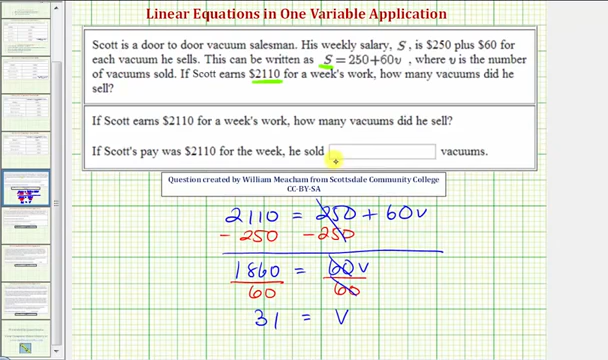 Linear Equations in One Variable Application
Scott is a door to door vacuum salesman. His weekly salary, S, is $250 plus $60 for
each vacuum he sells. This can be written as S = 250+60v , where v is the number
of vacuums sold. If Scott earns $2110 for a week's work, how many vacuums did he
sell?
If Scott earns $2110 for a week's work, how many vacuums did he sell?
If Scott's pay was $2110 for the week, he sold vacuums.
Question created by William Meacham from Scottsdale Community College
CC-BY-SA
2110 = 250 + 60v
- 250 - 250
1860 = 60v
60 60
31 = v